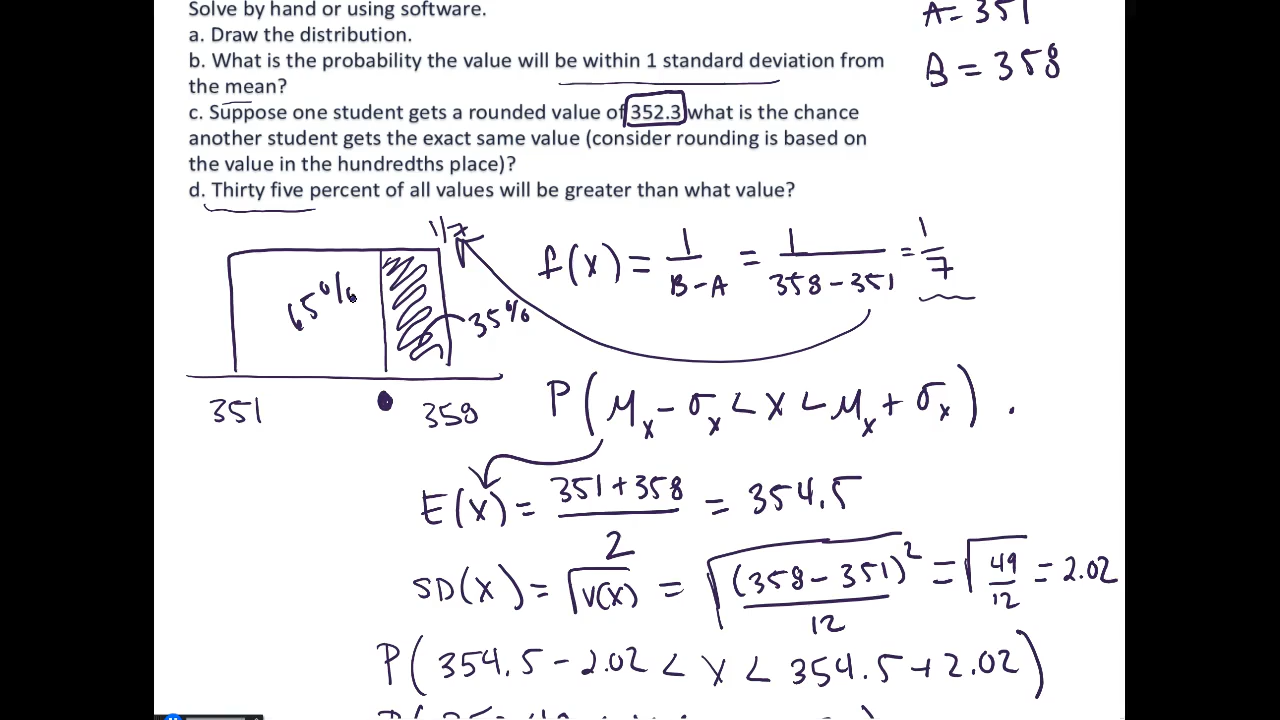 Solve by hand or using software.
A = 351
a. Draw the distribution.
B = 358
b. What is the probability the value will be within 1 standard deviation from
the mean?
c. Suppose one student gets a rounded value of 352.3 what is the chance
another student gets the exact same value (consider rounding is based on
the value in the hundredths place)?
d. Thirty five percent of all values will be greater than what value?
1/7
f(x) = 1/(B-A) = 1/(358-351) = 1/7
65%
35%
351 358
P(μx - σx < X < μx + σx).
E(X) = (351+358)/2 = 354.5
SD(X) = √V(X) = √((358-351)²/12) = √(49/12) = 2.02
P(354.5 - 2.02 < X < 354.5 + 2.02)